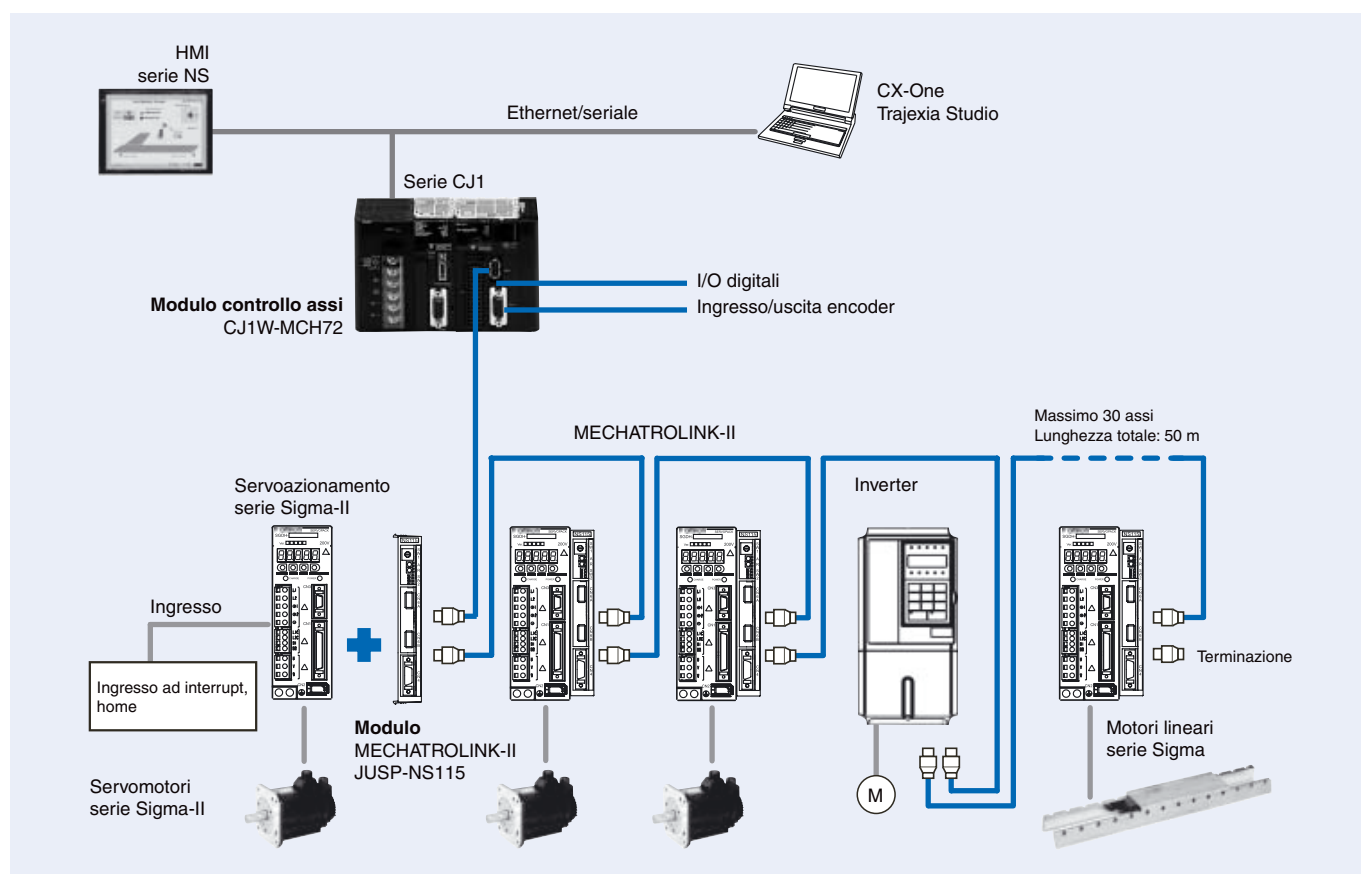 HMI
serie NS
Ethernet/seriale
CX-One
Trajexia Studio
Serie CJ1
I/O digitali
Ingresso/uscita encoder
Modulo controllo assi
CJ1W-MCH72
Massimo 30 assi
Lunghezza totale: 50 m
MECHATROLINK-II
Servoazionamento
serie Sigma-II
Inverter
Ingresso
Ingresso ad interrupt,
home
Terminazione
Modulo
MECHATROLINK-II
JUSP-NS115
Motori lineari
serie Sigma
Servomotori
serie Sigma-II
M